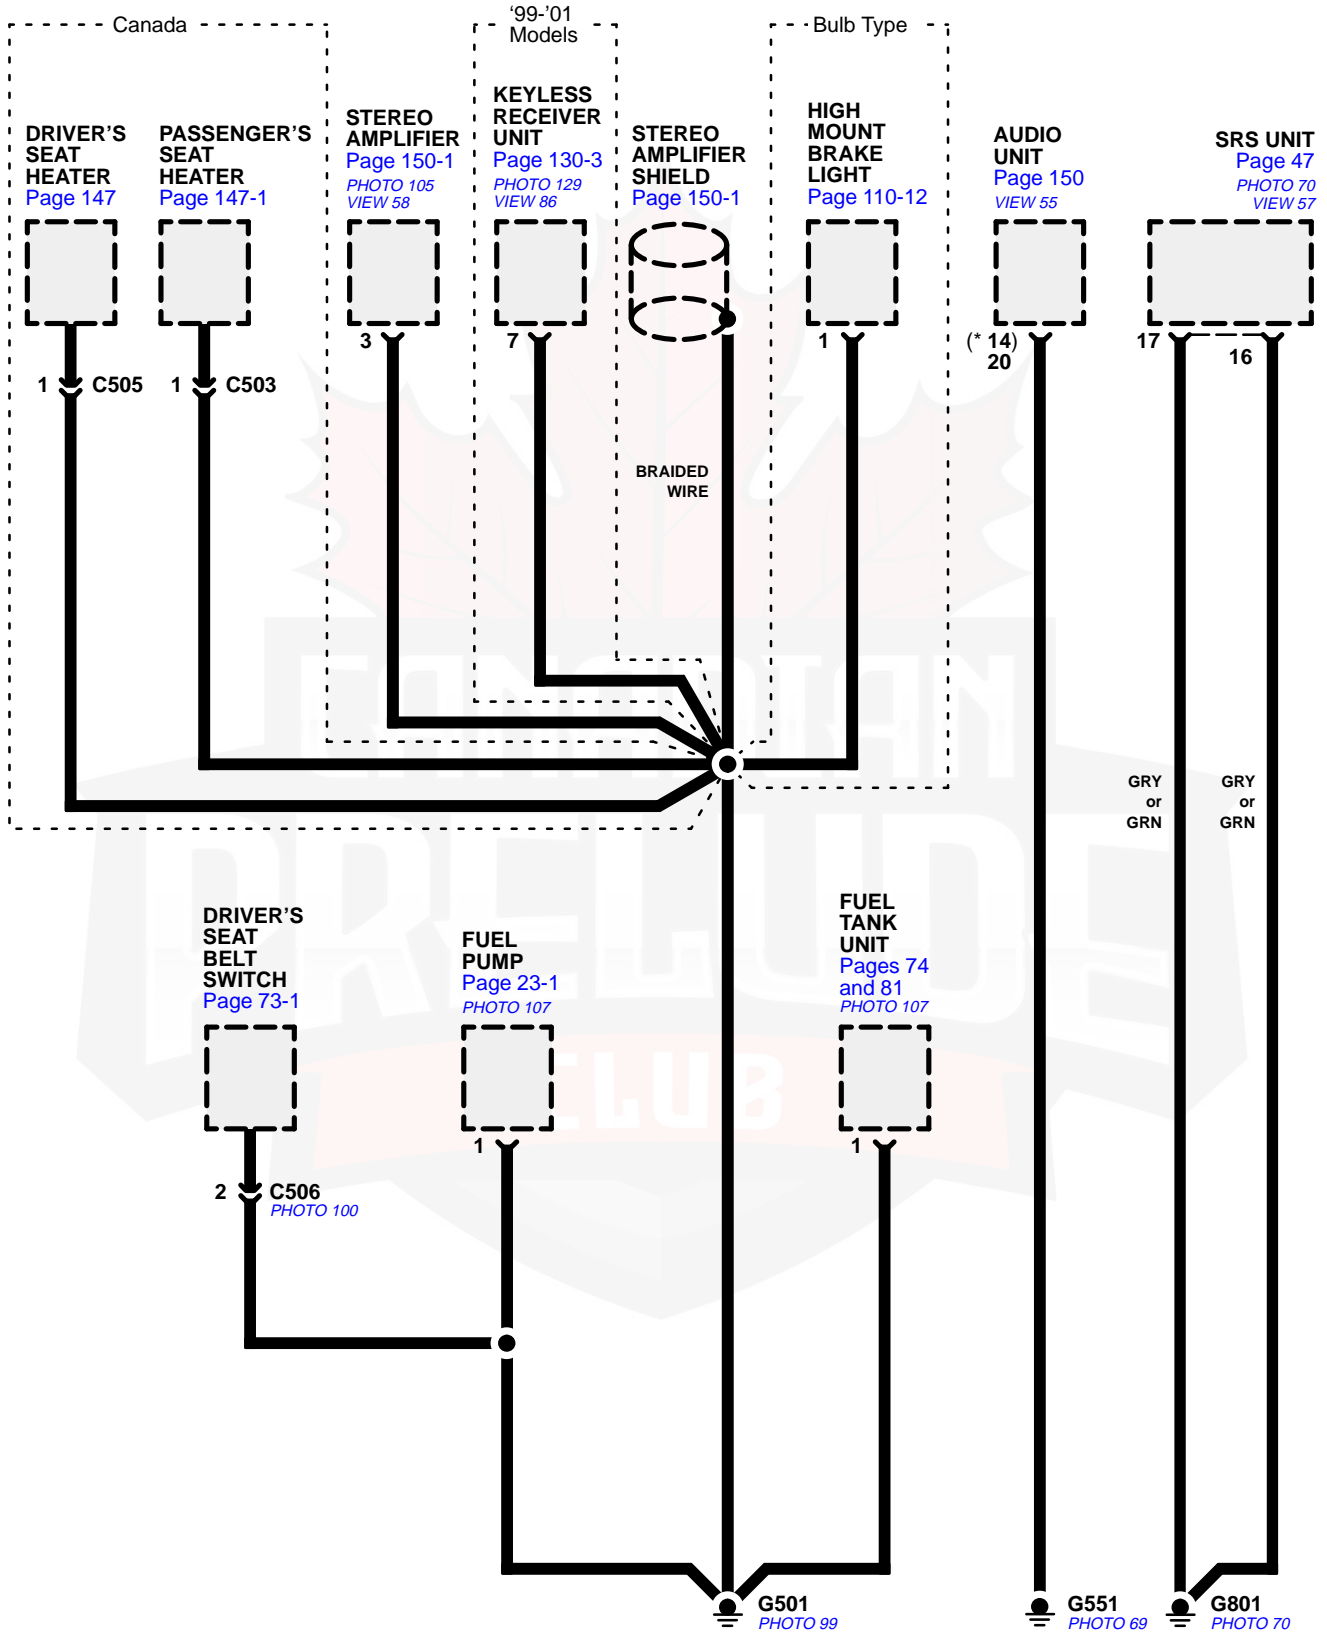 Canada
‘99-’01
Models
Bulb Type
DRIVER’S
SEAT
HEATER
Page 147
PASSENGER’S
SEAT
HEATER
Page 147-1
STEREO
AMPLIFIER
Page 150-1
PHOTO 105
VIEW 58
KEYLESS
RECEIVER
UNIT
Page 130-3
PHOTO 129
VIEW 86
STEREO
AMPLIFIER
SHIELD
Page 150-1
HIGH
MOUNT
BRAKE
LIGHT
Page 110-12
AUDIO
UNIT
Page 150
VIEW 55
SRS UNIT
Page 47
PHOTO 70
VIEW 57
3
7
1
(* 14)
20
17
16
1
C505
1
C503
BRAIDED
WIRE
GRY
or
GRN
GRY
or
GRN
DRIVER’S
SEAT
BELT
SWITCH
Page 73-1
FUEL
PUMP
Page 23-1
PHOTO 107
FUEL
TANK
UNIT
Pages 74
and 81
PHOTO 107
1
1
2
C506
PHOTO 100
G501
PHOTO 99
G551
PHOTO 69
G801
PHOTO 70
CANADIAN
PRELUDE
CLUB